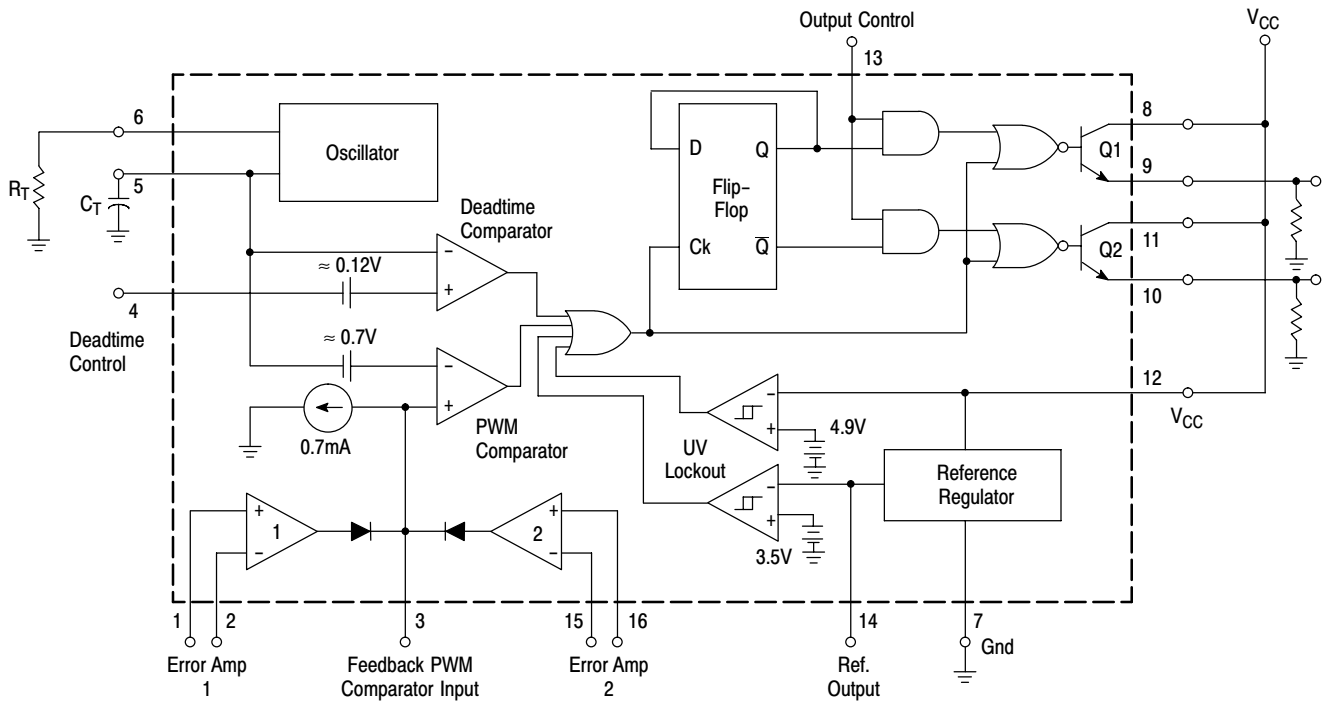 Output Control
13
VCC
6
RT
5
CT
Oscillator
4
Deadtime
Control
≈ 0.12V
≈ 0.7V
0.7mA
Deadtime
Comparator
-
+
-
+
PWM
Comparator
D
Q
Flip-
Flop
Ck
Q̅
Q1
8
9
Q2
11
10
12
VCC
UV
Lockout
-
+
4.9V
-
+
3.5V
Reference
Regulator
+
-
1
+
-
2
1
2
3
15
16
14
7
Error Amp
1
Feedback PWM
Comparator Input
Error Amp
2
Ref.
Output
Gnd